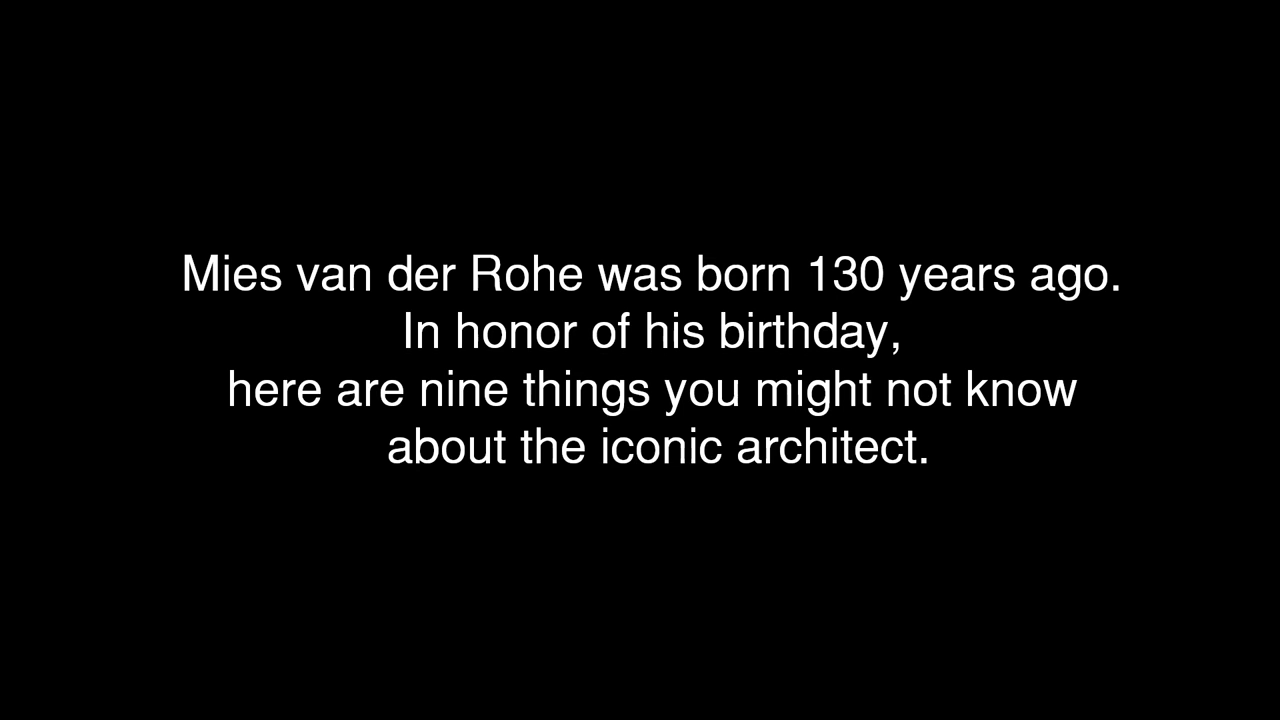 Mies van der Rohe was born 130 years ago.
In honor of his birthday,
here are nine things you might not know
about the iconic architect.